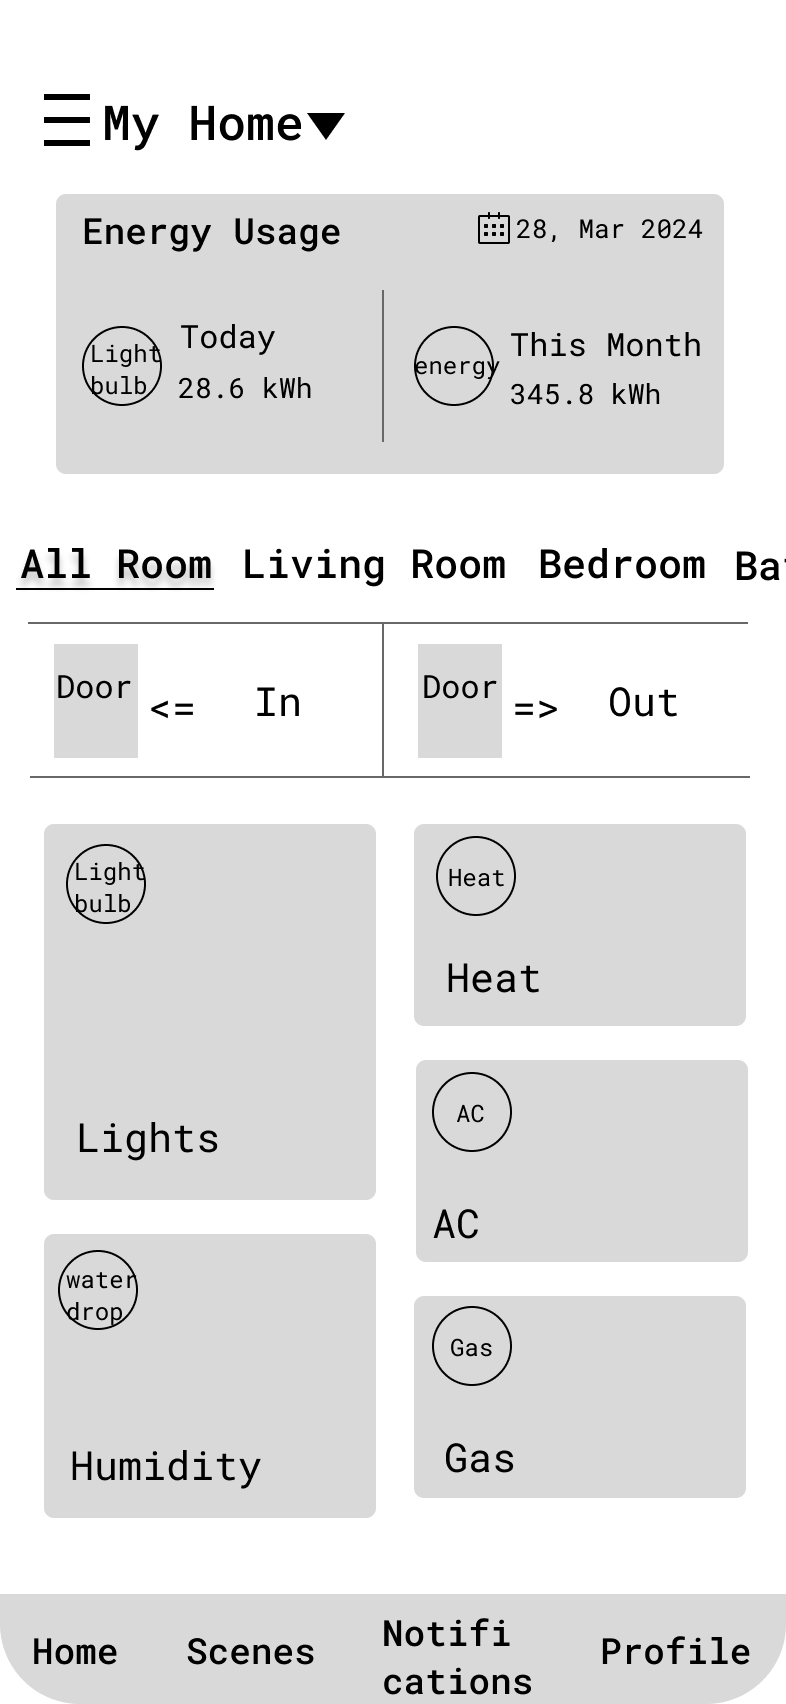 My Home
Energy Usage
28, Mar 2024
Light
bulb
Today
28.6 kWh
energy
This Month
345.8 kWh
All Room Living Room Bedroom
Door <= In
Door => Out
Light
bulb
Lights
Heat
Heat
AC
AC
water
drop
Humidity
Gas
Gas
Home
Scenes
Notifi
cations
Profile